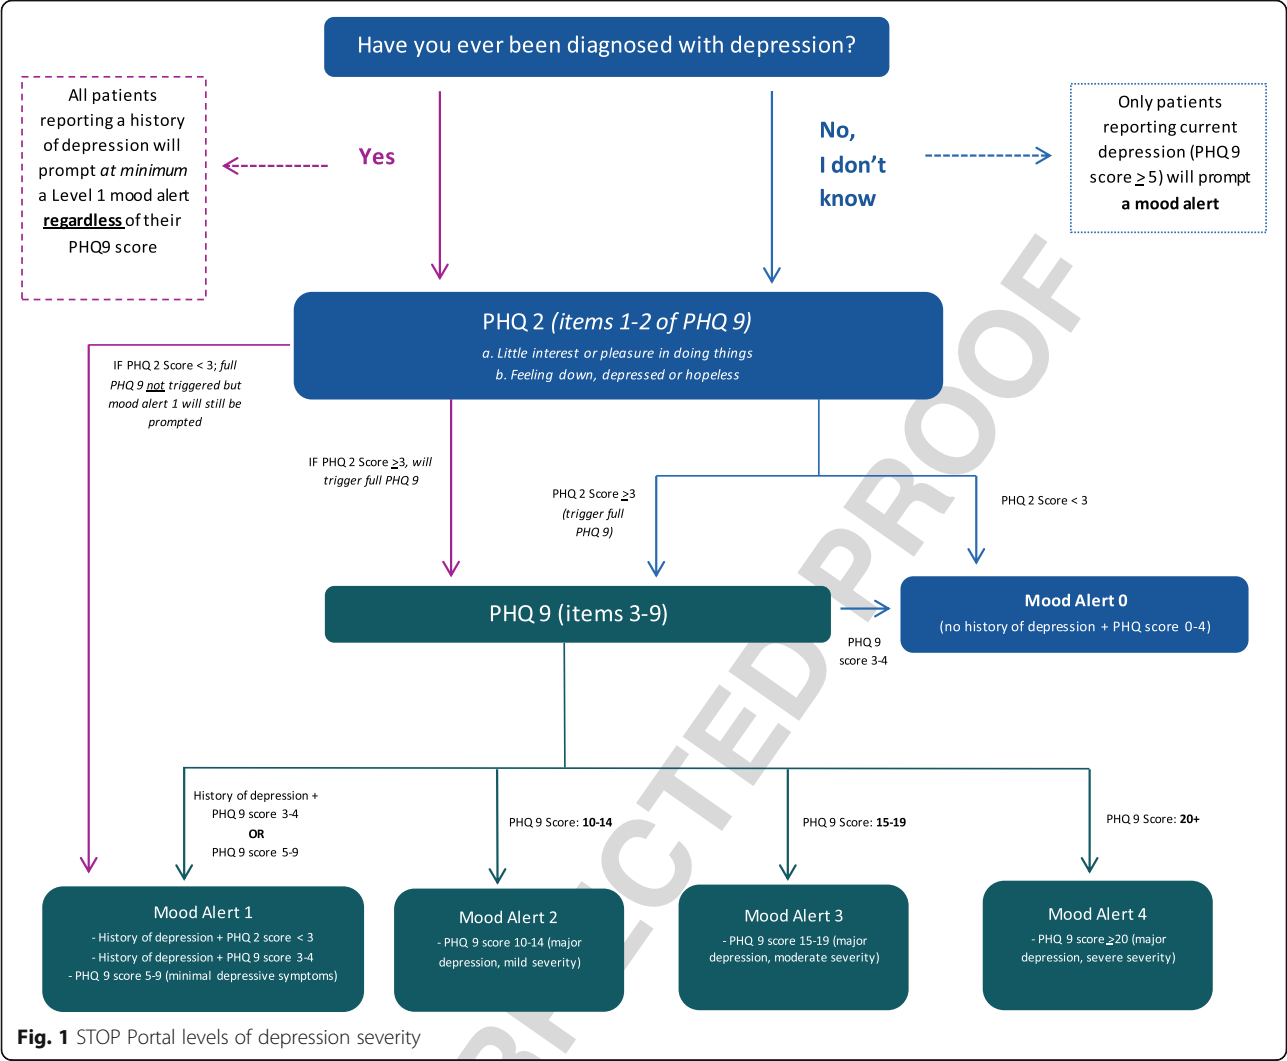 Have you ever been diagnosed with depression?
All patients
reporting a history
of depression will
prompt at minimum
a Level 1 mood alert
regardless of their
PHQ9 score
Yes
No,
I don't
know
Only patients
reporting current
depression (PHQ 9
score ≥ 5) will prompt
a mood alert
PHQ 2 (items 1-2 of PHQ 9)
a. Little interest or pleasure in doing things
b. Feeling down, depressed or hopeless
IF PHQ 2 Score < 3; full
PHQ 9 not triggered but
mood alert 1 will still be
prompted
IF PHQ 2 Score ≥3, will
trigger full PHQ 9
PHQ 2 Score ≥3
(trigger full
PHQ 9)
PHQ 2 Score < 3
PHQ 9 (items 3-9)
PHQ 9
score 3-4
Mood Alert 0
(no history of depression + PHQ score 0-4)
History of depression +
PHQ 9 score 3-4
OR
PHQ 9 score 5-9
PHQ 9 Score: 10-14
PHQ 9 Score: 15-19
PHQ 9 Score: 20+
Mood Alert 1
- History of depression + PHQ 2 score < 3
- History of depression + PHQ 9 score 3-4
- PHQ 9 score 5-9 (minimal depressive symptoms)
Mood Alert 2
- PHQ 9 score 10-14 (major
depression, mild severity)
Mood Alert 3
- PHQ 9 score 15-19 (major
depression, moderate severity)
Mood Alert 4
- PHQ 9 score ≥20 (major
depression, severe severity)
RECTED PROOF
Fig. 1 STOP Portal levels of depression severity